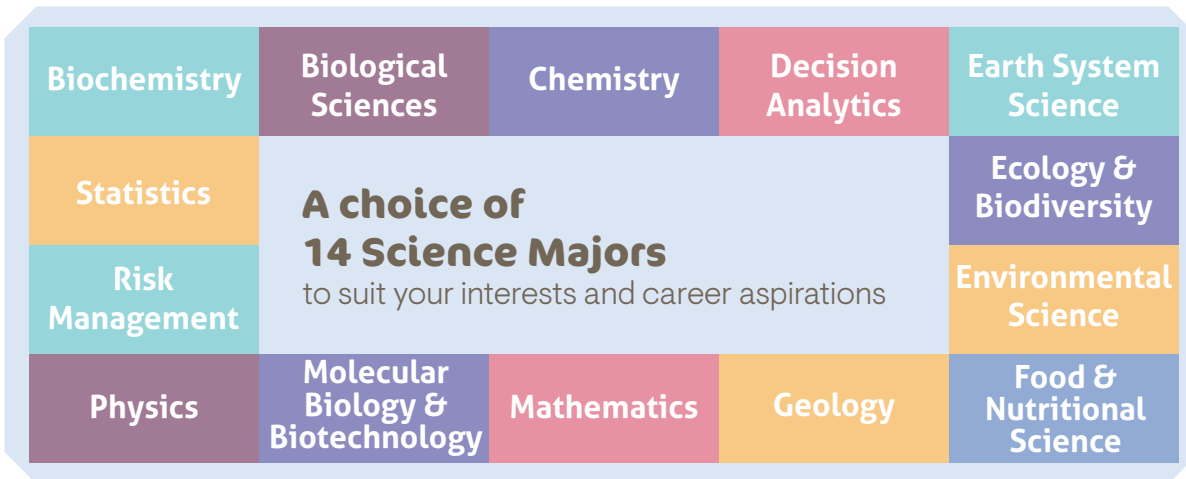 Biochemistry
Biological
Sciences
Chemistry
Decision
Analytics
Earth System
Science
Statistics
A choice of
14 Science Majors
to suit your interests and career aspirations
Ecology &
Biodiversity
Risk
Management
Environmental
Science
Physics
Molecular
Biology &
Biotechnology
Mathematics
Geology
Food &
Nutritional
Science